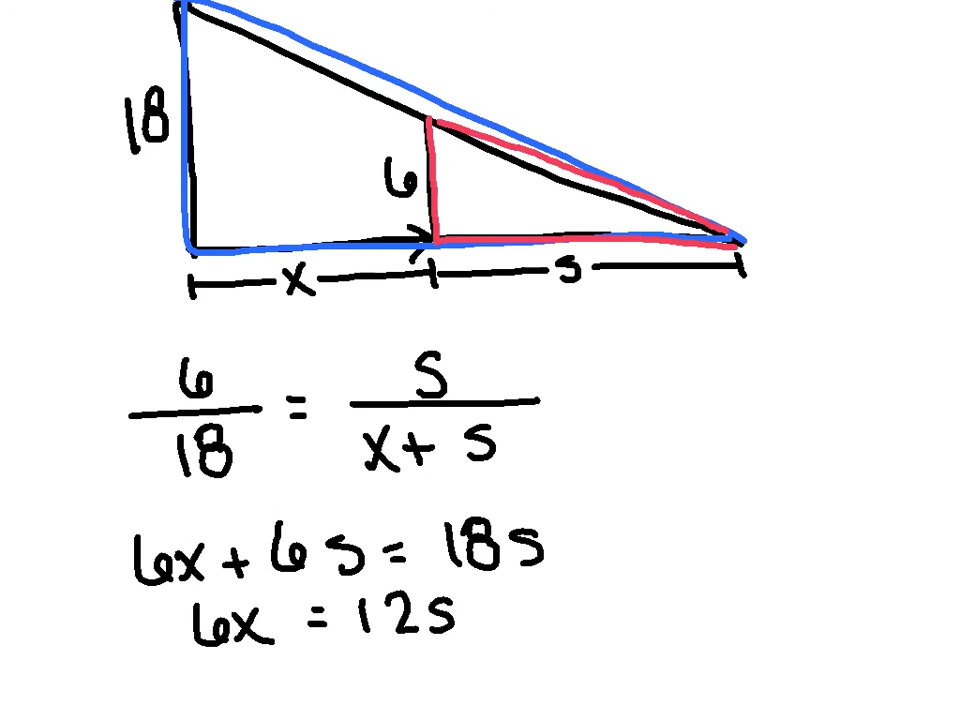 18
6
x s
6/18 = s/(x + s)
6x + 6s = 18s
6x = 12s